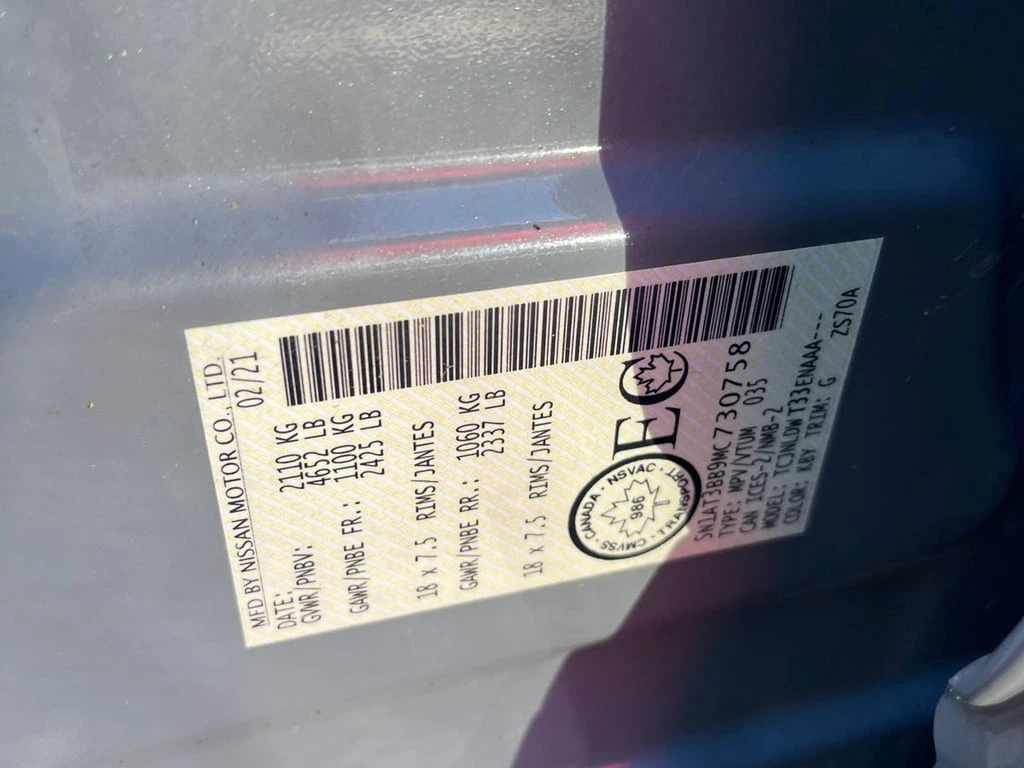 MFD BY NISSAN MOTOR CO., LTD.
DATE: 02/21
GVWR/PNBV: 2110 KG
4652 LB
GAWR/PNBE FR.: 1100 KG
2425 LB
18 x 7.5 RIMS/JANTES
GAWR/PNBE RR.: 1060 KG
2337 LB
18 x 7.5 RIMS/JANTES
CANADA · NSVAC · TRANSPORT · CMVSS
986
EC
T
5N1AT3BB9MC730758
TYPE: MPV/VTUM 035
CAN ICES-2/NMB-2
MODEL: TCJNLDW T33ENAAA---
COLOR: KBY TRIM: G ZS70A